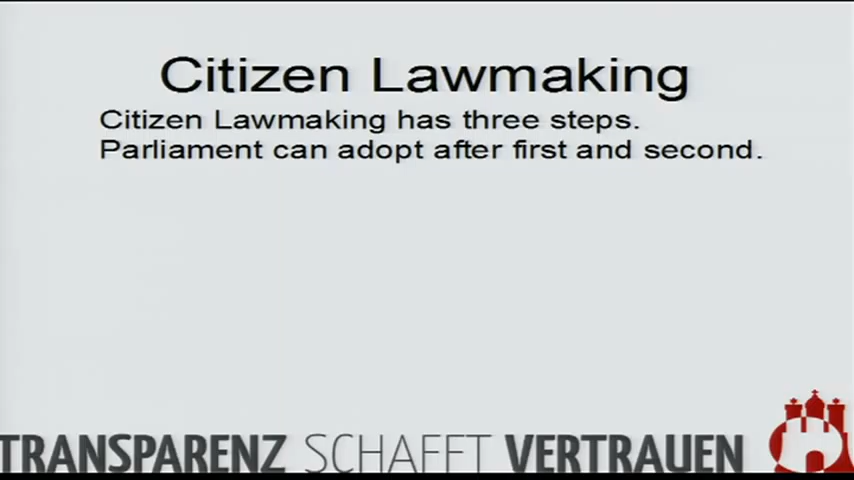 Citizen Lawmaking
Citizen Lawmaking has three steps.
Parliament can adopt after first and second.
TRANSPARENZ SCHAFFT VERTRAUEN